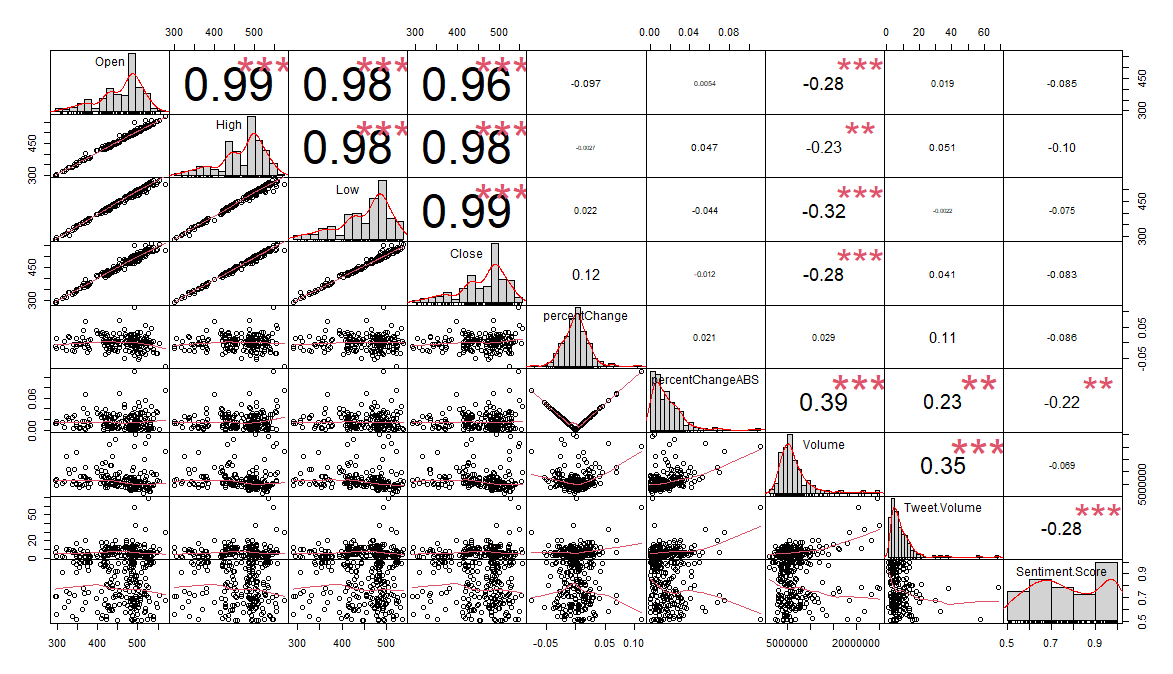 300 400 500 300 400 500 0.00 0.04 0.08 0 10 20 40 60
Open 0.99 *** 0.98 *** 0.96 *** -0.097 0.0054 -0.28 *** 0.019 -0.085 300 450
300 450 High 0.98 *** 0.98 *** -0.0027 0.047 -0.23 ** 0.051 -0.10
Low 0.99 *** 0.022 -0.044 -0.32 *** -0.0022 -0.075 300 450
300 450 Close 0.12 -0.012 -0.28 *** 0.041 -0.083
percentChange 0.021 0.029 0.11 -0.086 -0.05 0.05
0.00 0.06 percentChangeABS 0.39 *** 0.23 ** -0.22 **
Volume 0.35 *** -0.069 5000000
0 20 50 Tweet.Volume -0.28 ***
Sentiment.Score 0.5 0.7 0.9
300 400 500 300 400 500 -0.05 0.05 0.10 5000000 20000000 0.5 0.7 0.9